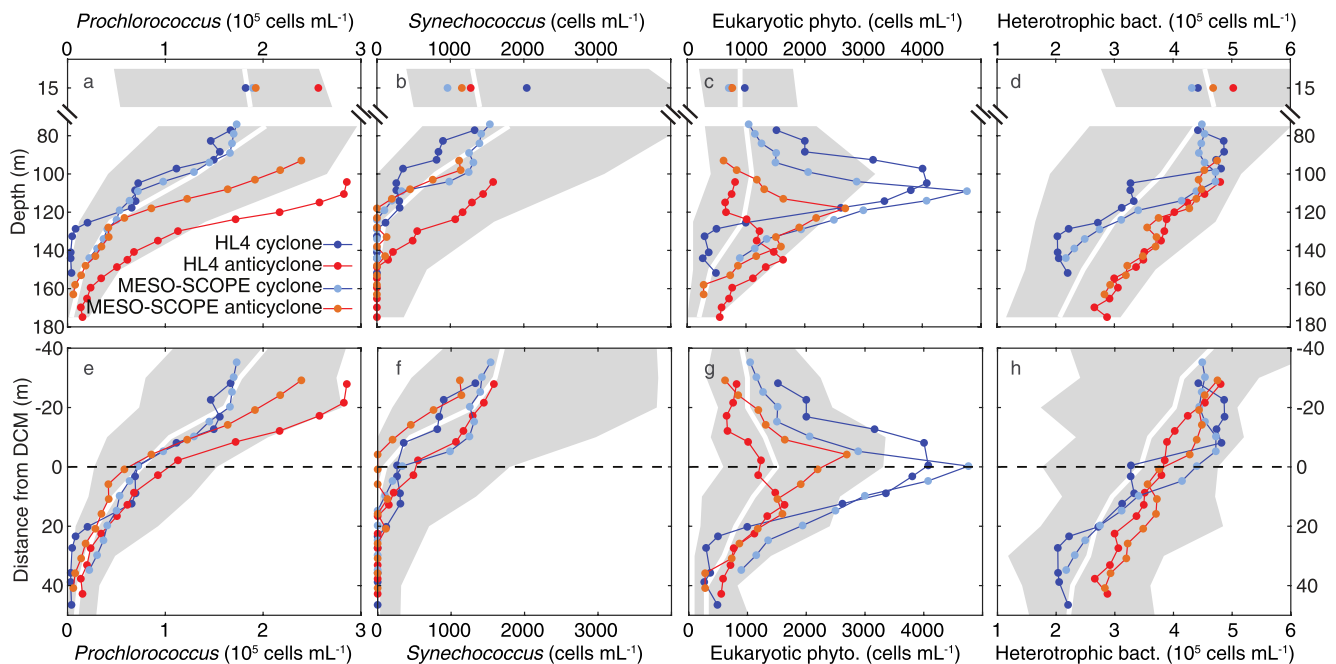 Prochlorococcus (10⁵ cells mL⁻¹)
Synechococcus (cells mL⁻¹)
Eukaryotic phyto. (cells mL⁻¹)
Heterotrophic bact. (10⁵ cells mL⁻¹)
0 1 2 3
0 1000 2000 3000
0 1000 2000 3000 4000
1 2 3 4 5 6
a
b
c
d
15
15
Depth (m)
80
100
120
140
160
180
80
100
120
140
160
180
HL4 cyclone
HL4 anticyclone
MESO-SCOPE cyclone
MESO-SCOPE anticyclone
e
f
g
h
Distance from DCM (m)
-40
-20
0
20
40
-40
-20
0
20
40
0 1 2 3
0 1000 2000 3000
0 1000 2000 3000 4000
1 2 3 4 5 6
Prochlorococcus (10⁵ cells mL⁻¹)
Synechococcus (cells mL⁻¹)
Eukaryotic phyto. (cells mL⁻¹)
Heterotrophic bact. (10⁵ cells mL⁻¹)